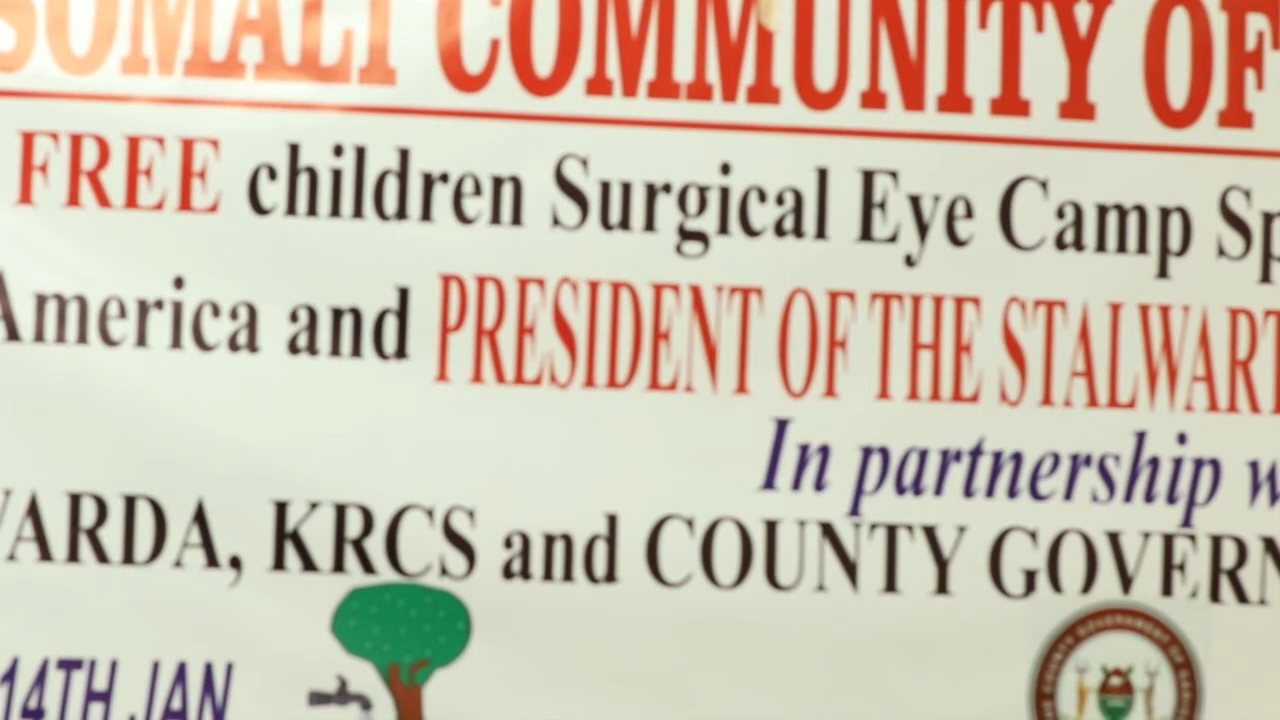 SOMALI COMMUNITY OF
FREE children Surgical Eye Camp Sp
America and PRESIDENT OF THE STALWART
In partnership w
WARDA, KRCS and COUNTY GOVERN
14TH JAN